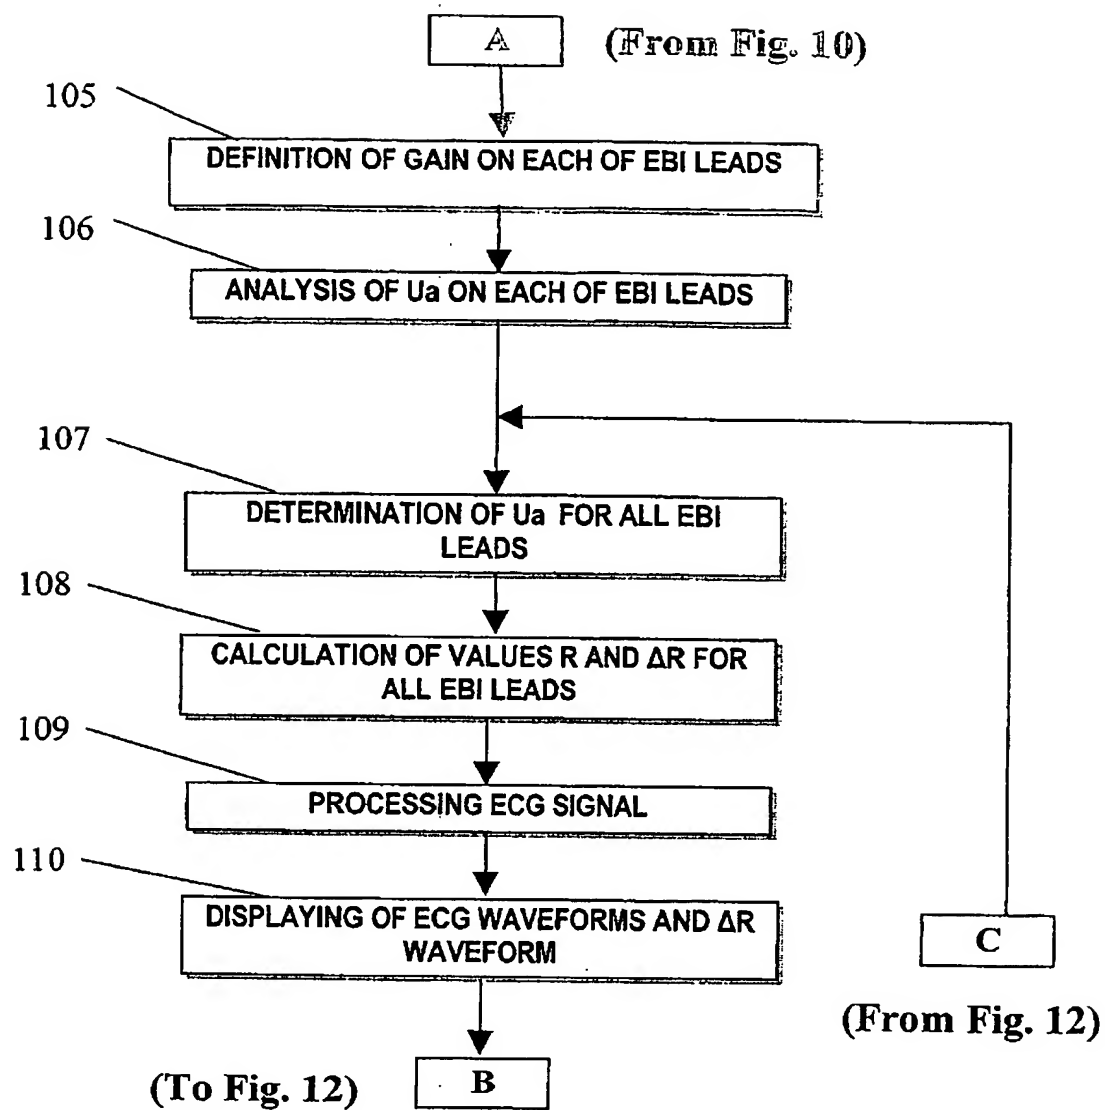 A (From Fig. 10)
105
DEFINITION OF GAIN ON EACH OF EBI LEADS
106
ANALYSIS OF Ua ON EACH OF EBI LEADS
107
DETERMINATION OF Ua FOR ALL EBI
LEADS
108
CALCULATION OF VALUES R AND ΔR FOR
ALL EBI LEADS
109
PROCESSING ECG SIGNAL
110
DISPLAYING OF ECG WAVEFORMS AND ΔR
WAVEFORM
C
(From Fig. 12)
(To Fig. 12) B